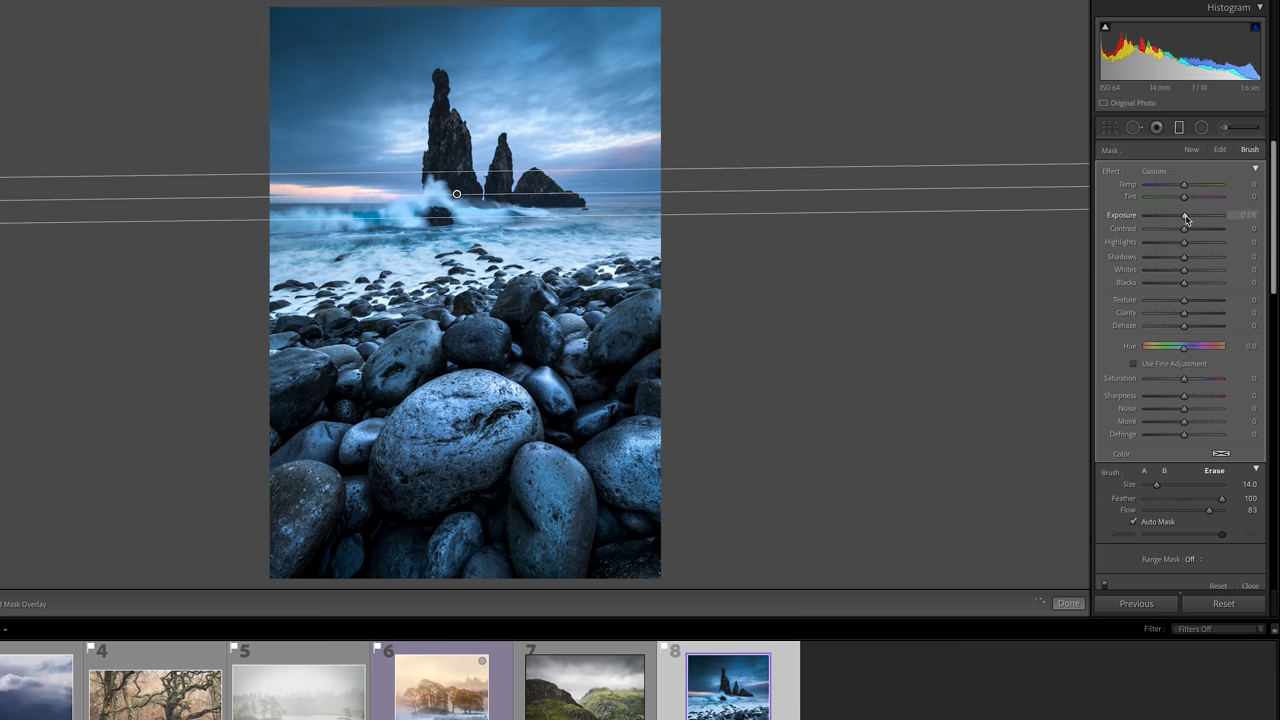 Histogram
ISO 64 14 mm f / 10 1.6 sec
Original Photo
Mask : New Edit Brush
Effect : Custom
Temp 0
Tint 0
Exposure 0.08
Contrast 0
Highlights 0
Shadows 0
Whites 0
Blacks 0
Texture 0
Clarity 0
Dehaze 0
Hue 0.0
Use Fine Adjustment
Saturation 0
Sharpness 0
Noise 0
Moiré 0
Defringe 0
Color
Brush : A B Erase
Size 14.0
Feather 100
Flow 83
Auto Mask
Density 100
Range Mask : Off
Reset Close
Mask Overlay Done
Previous Reset
Filter : Filters Off
4 5 6 7 8